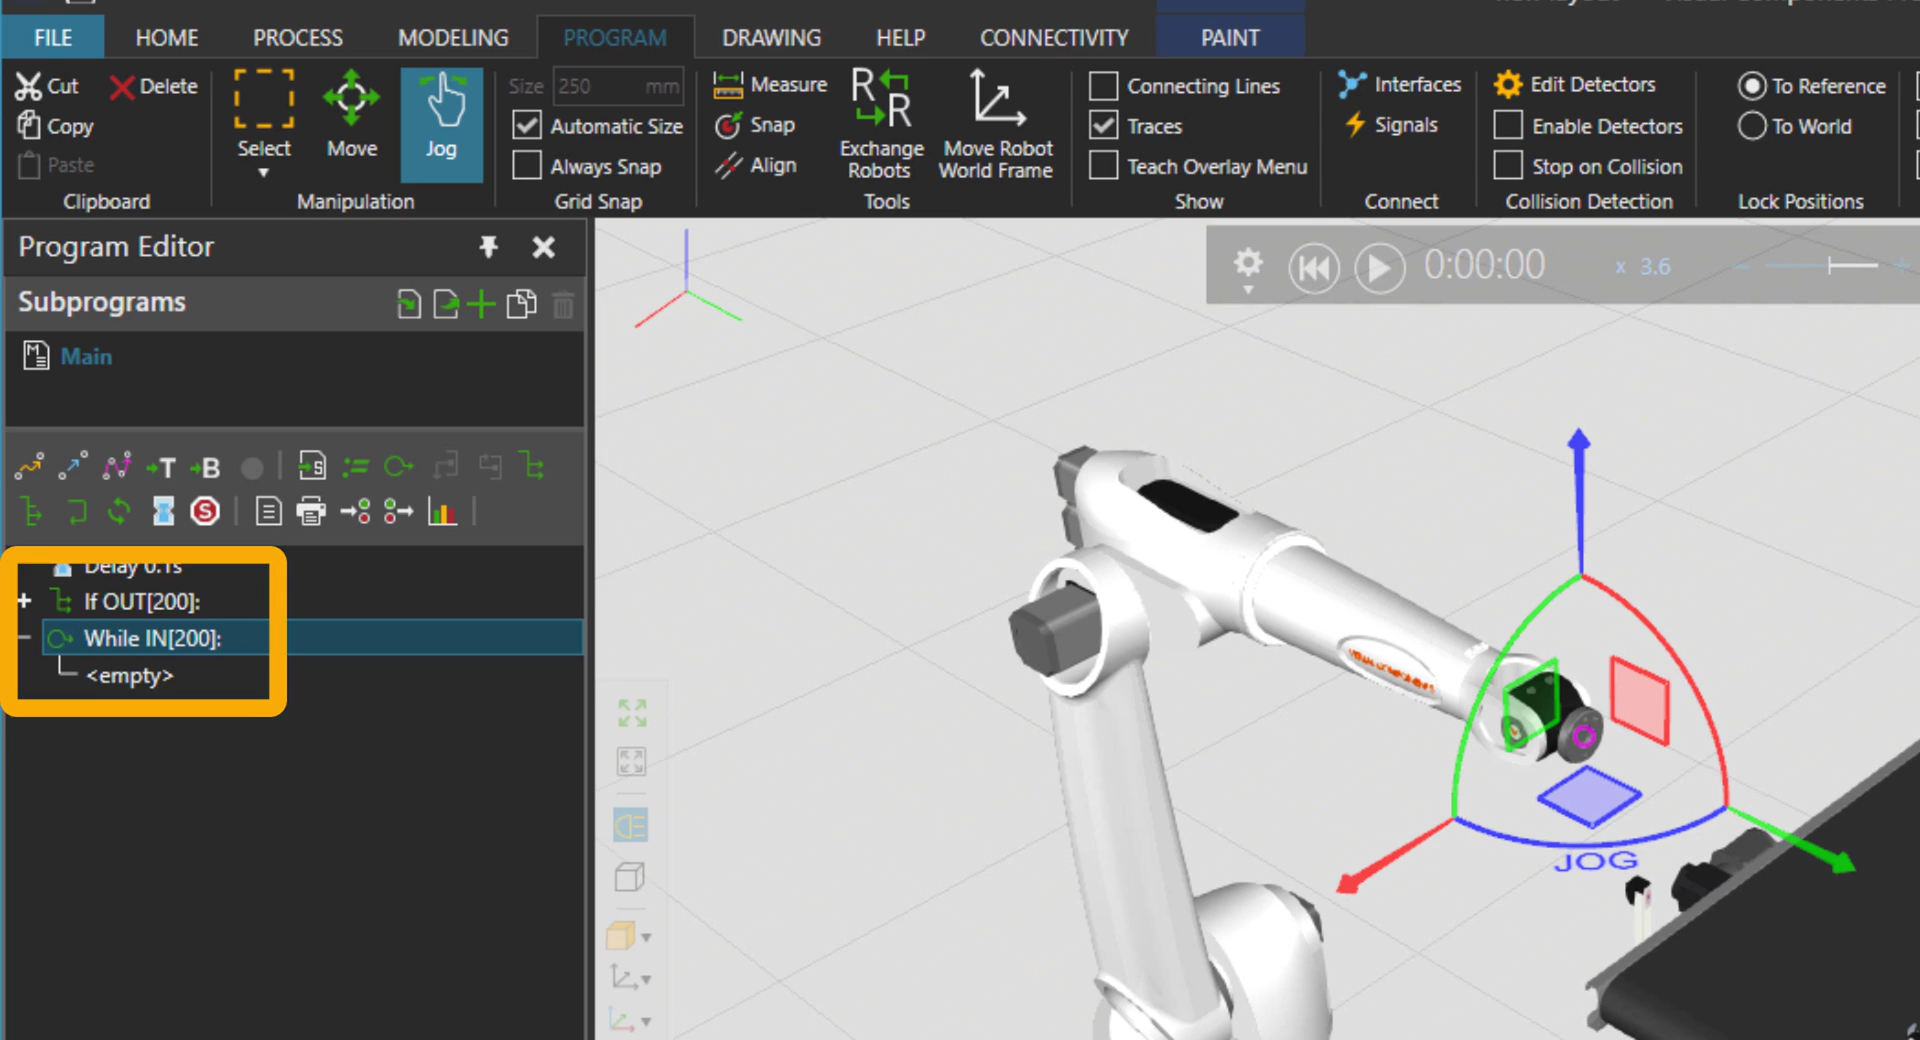 FILE HOME PROCESS MODELING PROGRAM DRAWING HELP CONNECTIVITY PAINT
Cut Delete
Copy
Paste
Clipboard
Select Move Jog
Manipulation
Size 250 mm
Automatic Size
Always Snap
Grid Snap
Measure
Snap
Align
Exchange Robots
Move Robot World Frame
Tools
Connecting Lines
Traces
Teach Overlay Menu
Show
Interfaces
Signals
Connect
Edit Detectors
Enable Detectors
Stop on Collision
Collision Detection
To Reference
To World
Lock Positions
Program Editor
Subprograms
Main
Delay 0.1s
If OUT[200]:
While IN[200]:
<empty>
0:00:00 x 3.6
JOG